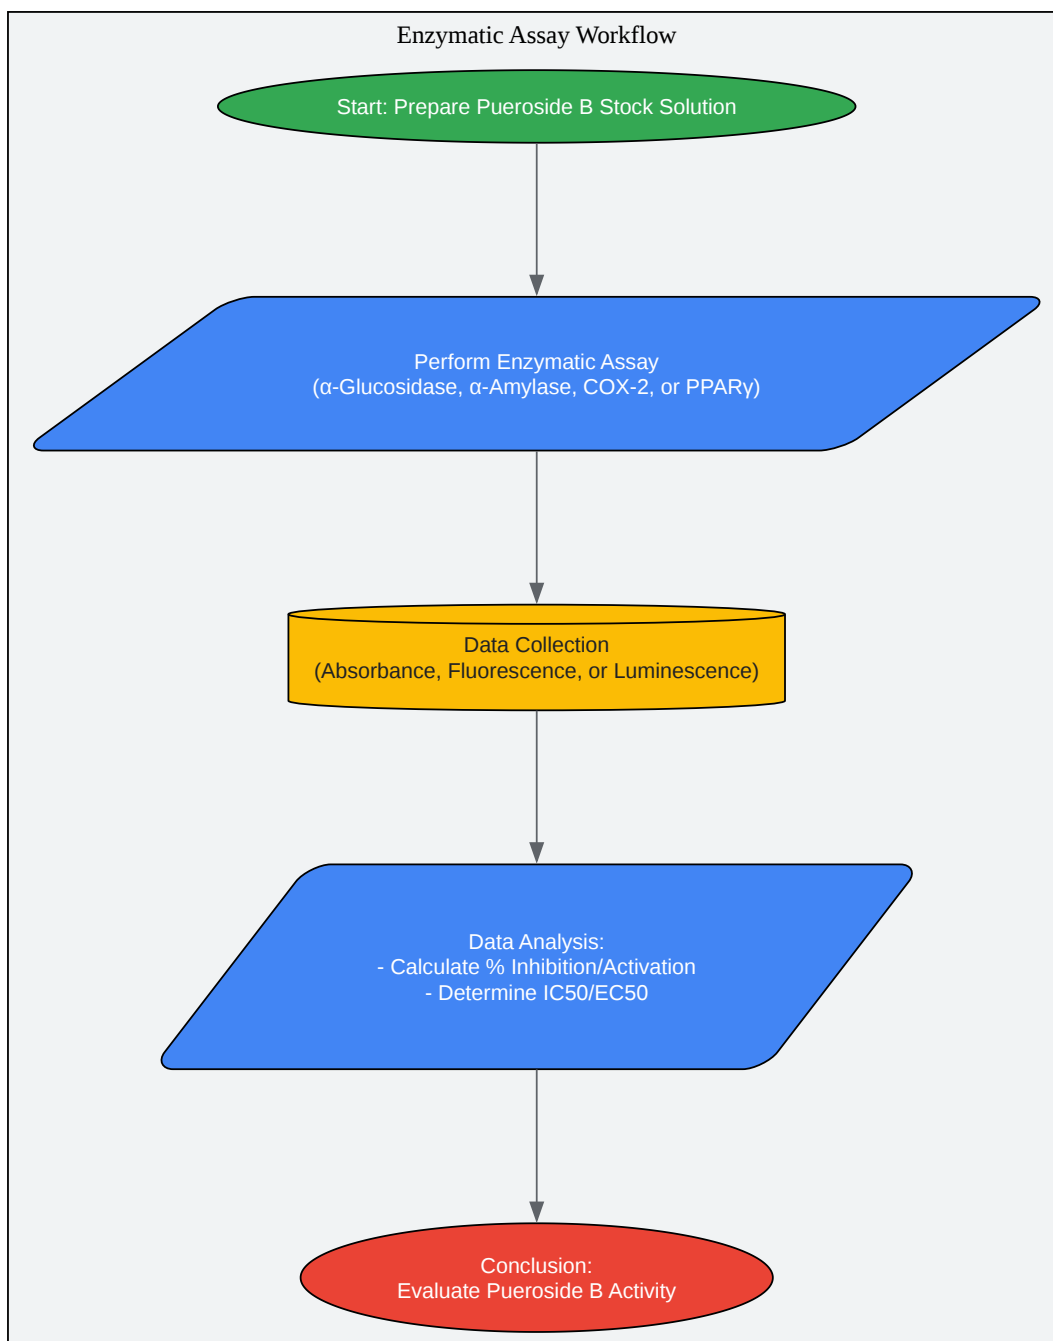 Enzymatic Assay Workflow
Start: Prepare Pueroside B Stock Solution
Perform Enzymatic Assay
(α-Glucosidase, α-Amylase, COX-2, or PPARγ)
Data Collection
(Absorbance, Fluorescence, or Luminescence)
Data Analysis:
- Calculate % Inhibition/Activation
- Determine IC50/EC50
Conclusion:
Evaluate Pueroside B Activity